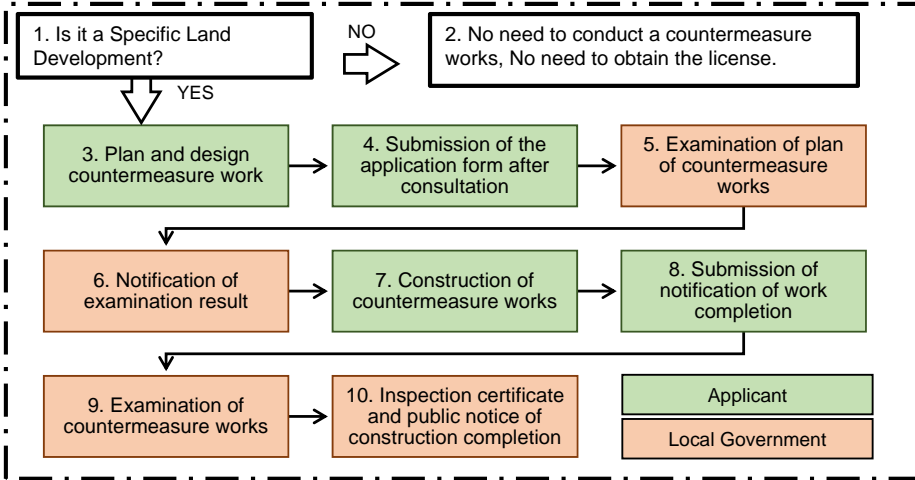 1. Is it a Specific Land
Development?
NO
2. No need to conduct a countermeasure
works, No need to obtain the license.
YES
3. Plan and design
countermeasure work
4. Submission of the
application form after
consultation
5. Examination of plan
of countermeasure
works
6. Notification of
examination result
7. Construction of
countermeasure works
8. Submission of
notification of work
completion
9. Examination of
countermeasure works
10. Inspection certificate
and public notice of
construction completion
Applicant
Local Government